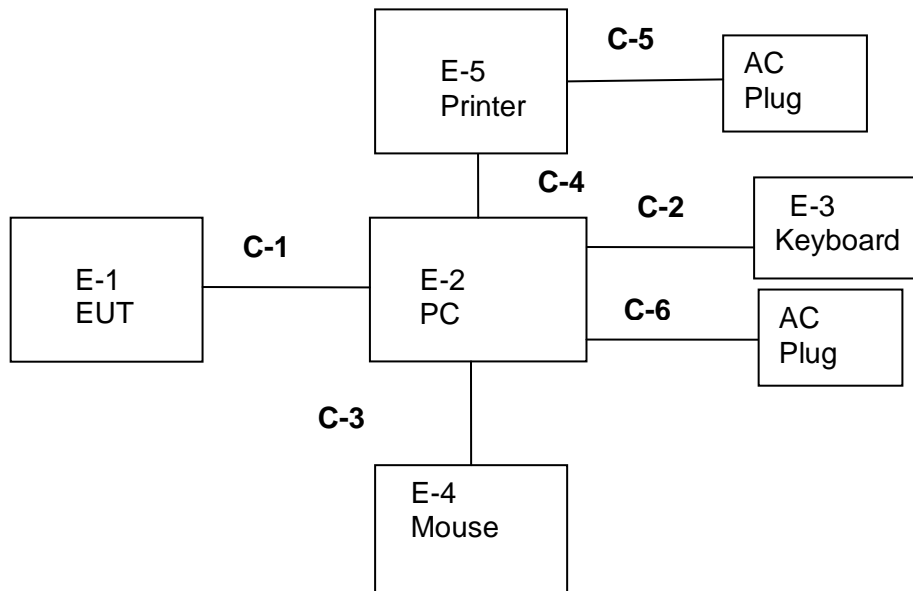 C-5
E-5
Printer
AC
Plug
C-4
C-2
E-3
Keyboard
C-1
E-1
EUT
E-2
PC
C-6
AC
Plug
C-3
E-4
Mouse